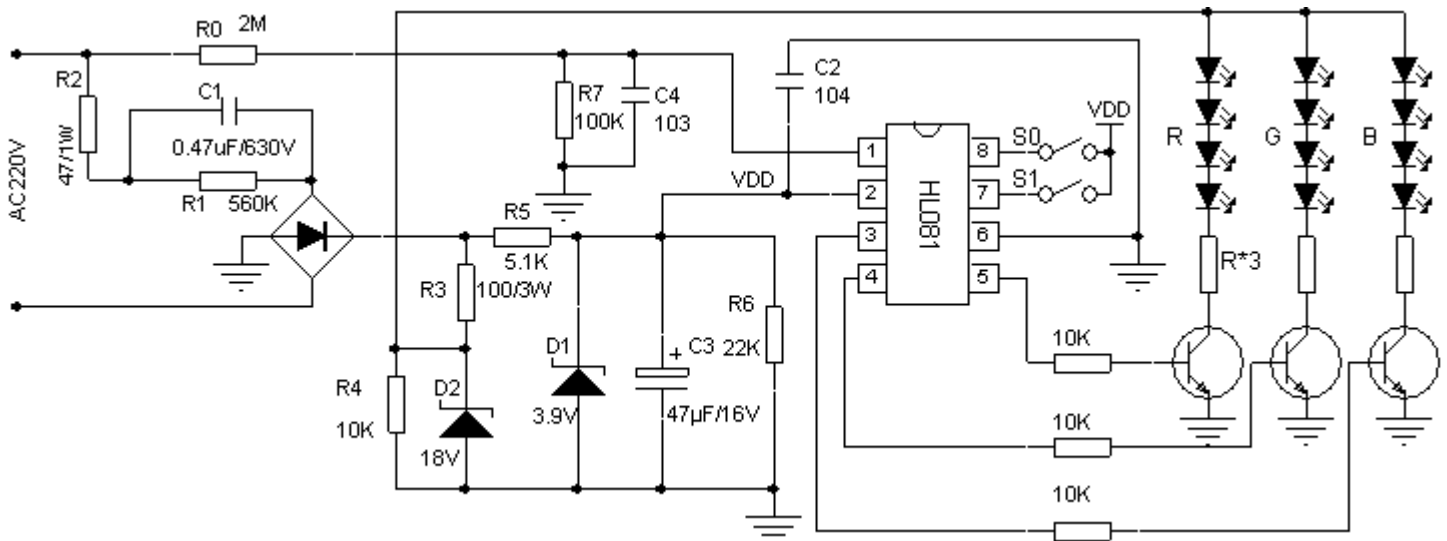 R0 2M
R2
C1
0.47uF/630V
47/1W
R1 560K
AC220V
R7
100K
C4
103
C2
104
VDD
VDD
S0
S1
1
2
3
4
HL081
8
7
6
5
R
G
B
R*3
R5
5.1K
R3
100/3W
R4
10K
D2
18V
D1
3.9V
+
C3
47µF/16V
R6
22K
10K
10K
10K